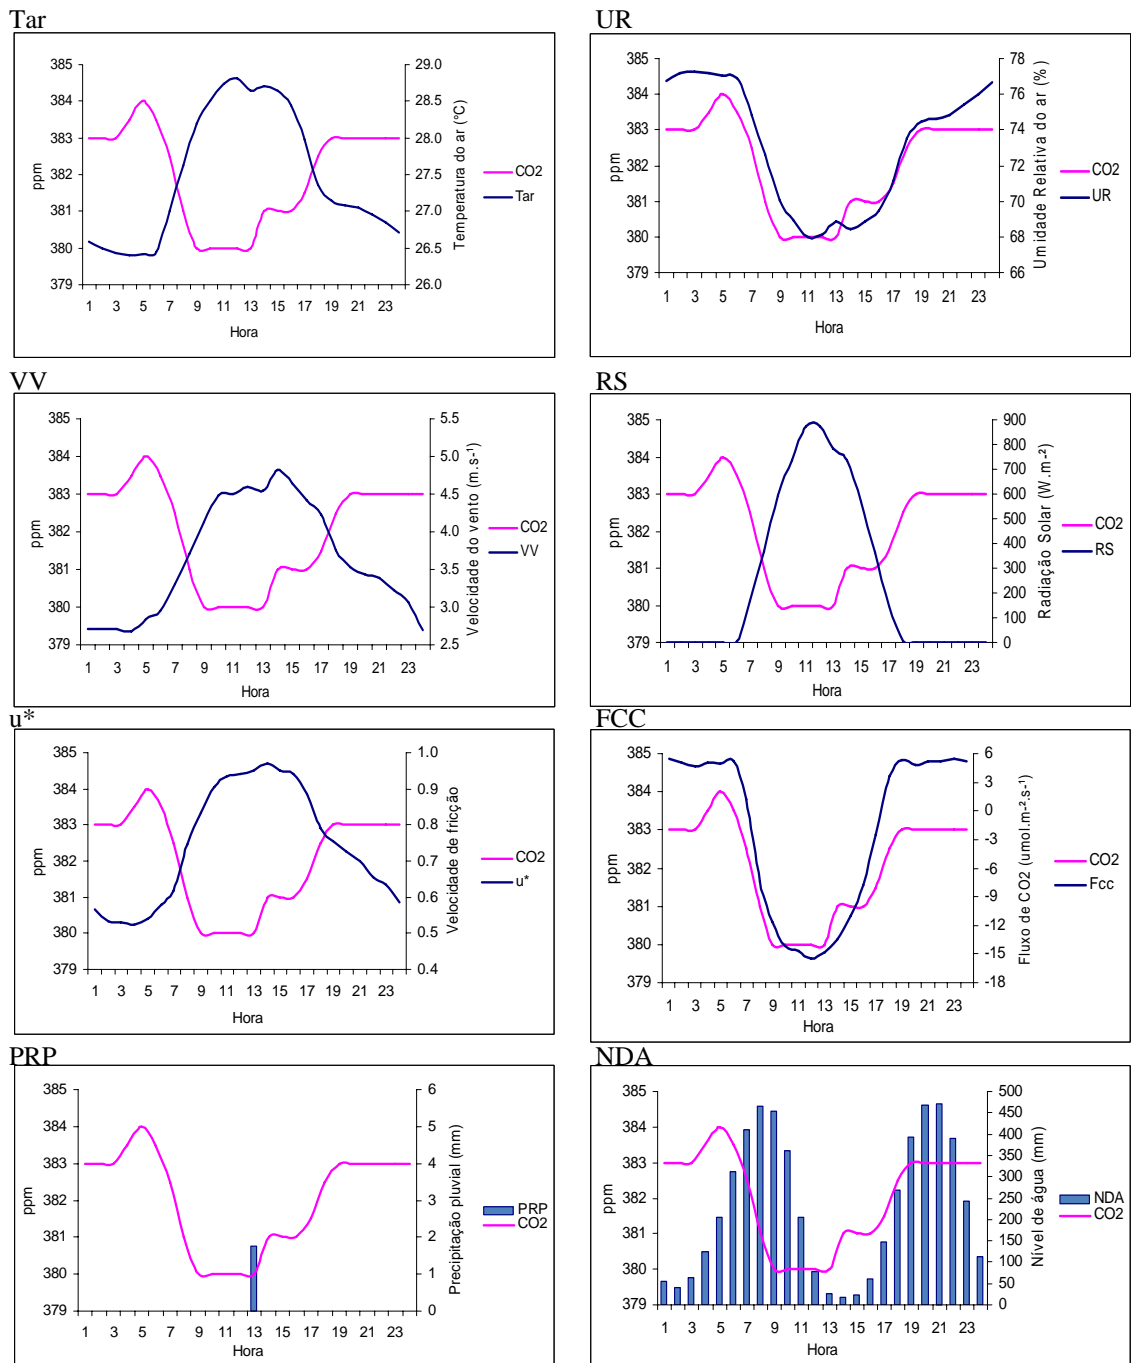 Tar
385
384
383
382
381
380
379
ppm
29.0
28.5
28.0
27.5
27.0
26.5
26.0
Temperatura do ar (°C)
CO2
Tar
1 3 5 7 9 11 13 15 17 19 21 23
Hora
UR
385
384
383
382
381
380
379
ppm
78
76
74
72
70
68
66
Umidade Relativa do ar (%)
CO2
UR
1 3 5 7 9 11 13 15 17 19 21 23
Hora
VV
385
384
383
382
381
380
379
ppm
5.5
5.0
4.5
4.0
3.5
3.0
2.5
Velocidade do vento (m.s-¹)
CO2
VV
1 3 5 7 9 11 13 15 17 19 21 23
Hora
RS
385
384
383
382
381
380
379
ppm
900
800
700
600
500
400
300
200
100
0
Radiação Solar (W.m-²)
CO2
RS
1 3 5 7 9 11 13 15 17 19 21 23
Hora
u*
385
384
383
382
381
380
379
ppm
1.0
0.9
0.8
0.7
0.6
0.5
0.4
Velocidade de fricção
CO2
u*
1 3 5 7 9 11 13 15 17 19 21 23
Hora
FCC
385
384
383
382
381
380
379
ppm
6
3
0
-3
-6
-9
-12
-15
-18
Fluxo de CO2 (umol.m-².s-¹)
CO2
Fcc
1 3 5 7 9 11 13 15 17 19 21 23
Hora
PRP
385
384
383
382
381
380
379
ppm
6
5
4
3
2
1
0
Precipitação pluvial (mm)
PRP
CO2
1 3 5 7 9 11 13 15 17 19 21 23
Hora
NDA
385
384
383
382
381
380
379
ppm
500
450
400
350
300
250
200
150
100
50
0
Nível de água (mm)
NDA
CO2
1 3 5 7 9 11 13 15 17 19 21 23
Hora